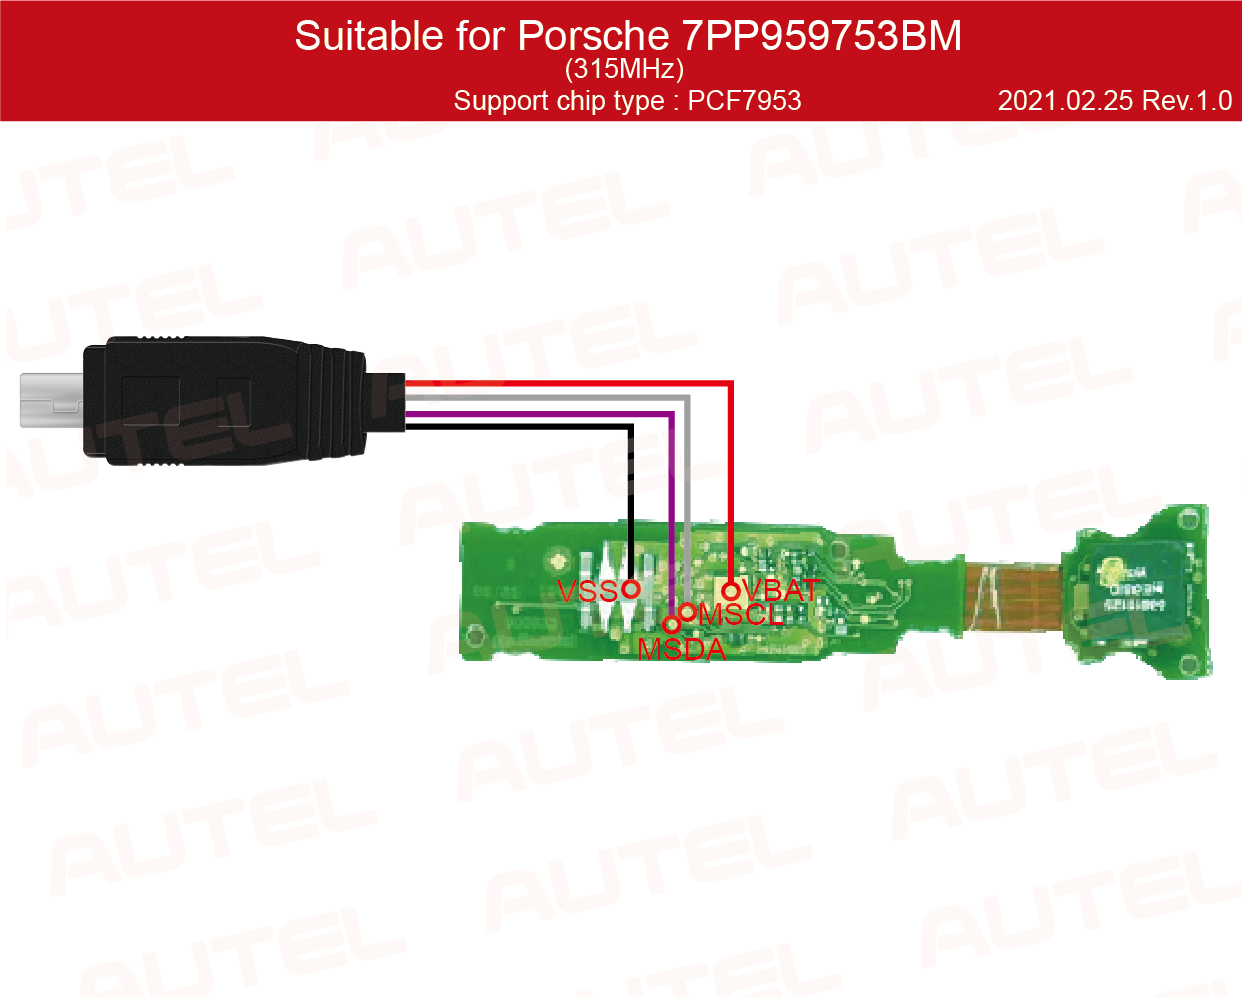 Suitable for Porsche 7PP959753BM
(315MHz)
Support chip type : PCF7953
2021.02.25 Rev.1.0
AUTEL
VSS
VBAT
MSCL
MSDA